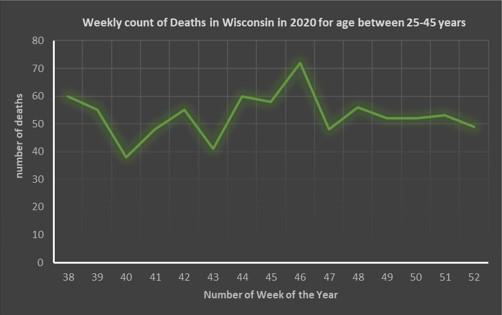 Weekly count of Deaths in Wisconsin in 2020 for age between 25-45 years
80
70
60
50
40
30
20
10
0
number of deaths
38 39 40 41 42 43 44 45 46 47 48 49 50 51 52
Number of Week of the Year